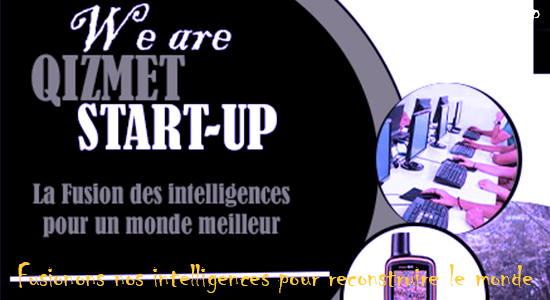 We are
QIZMET
START-UP
La Fusion des intelligences
pour un monde meilleur
Fusionons nos intelligences pour reconstruire le monde